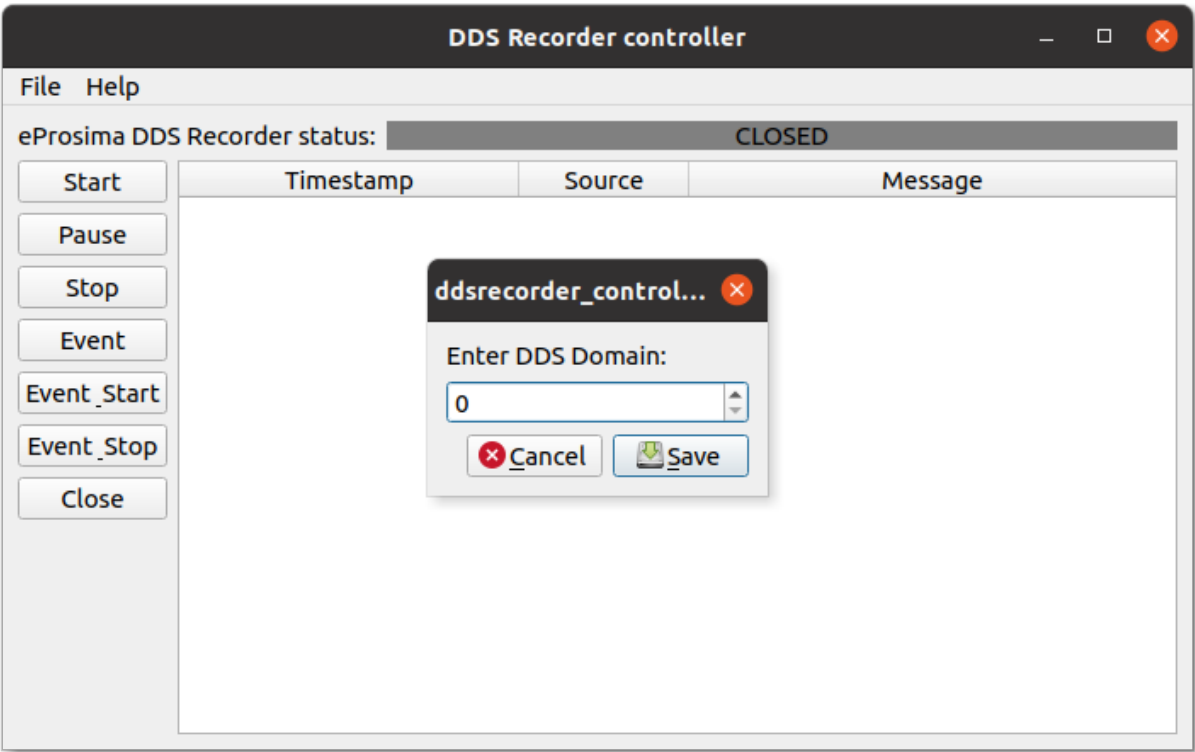 DDS Recorder controller
File Help
eProsima DDS Recorder status: CLOSED
Start
Pause
Stop
Event
Event_Start
Event_Stop
Close
Timestamp Source Message
ddsrecorder_control...
Enter DDS Domain:
0
Cancel Save